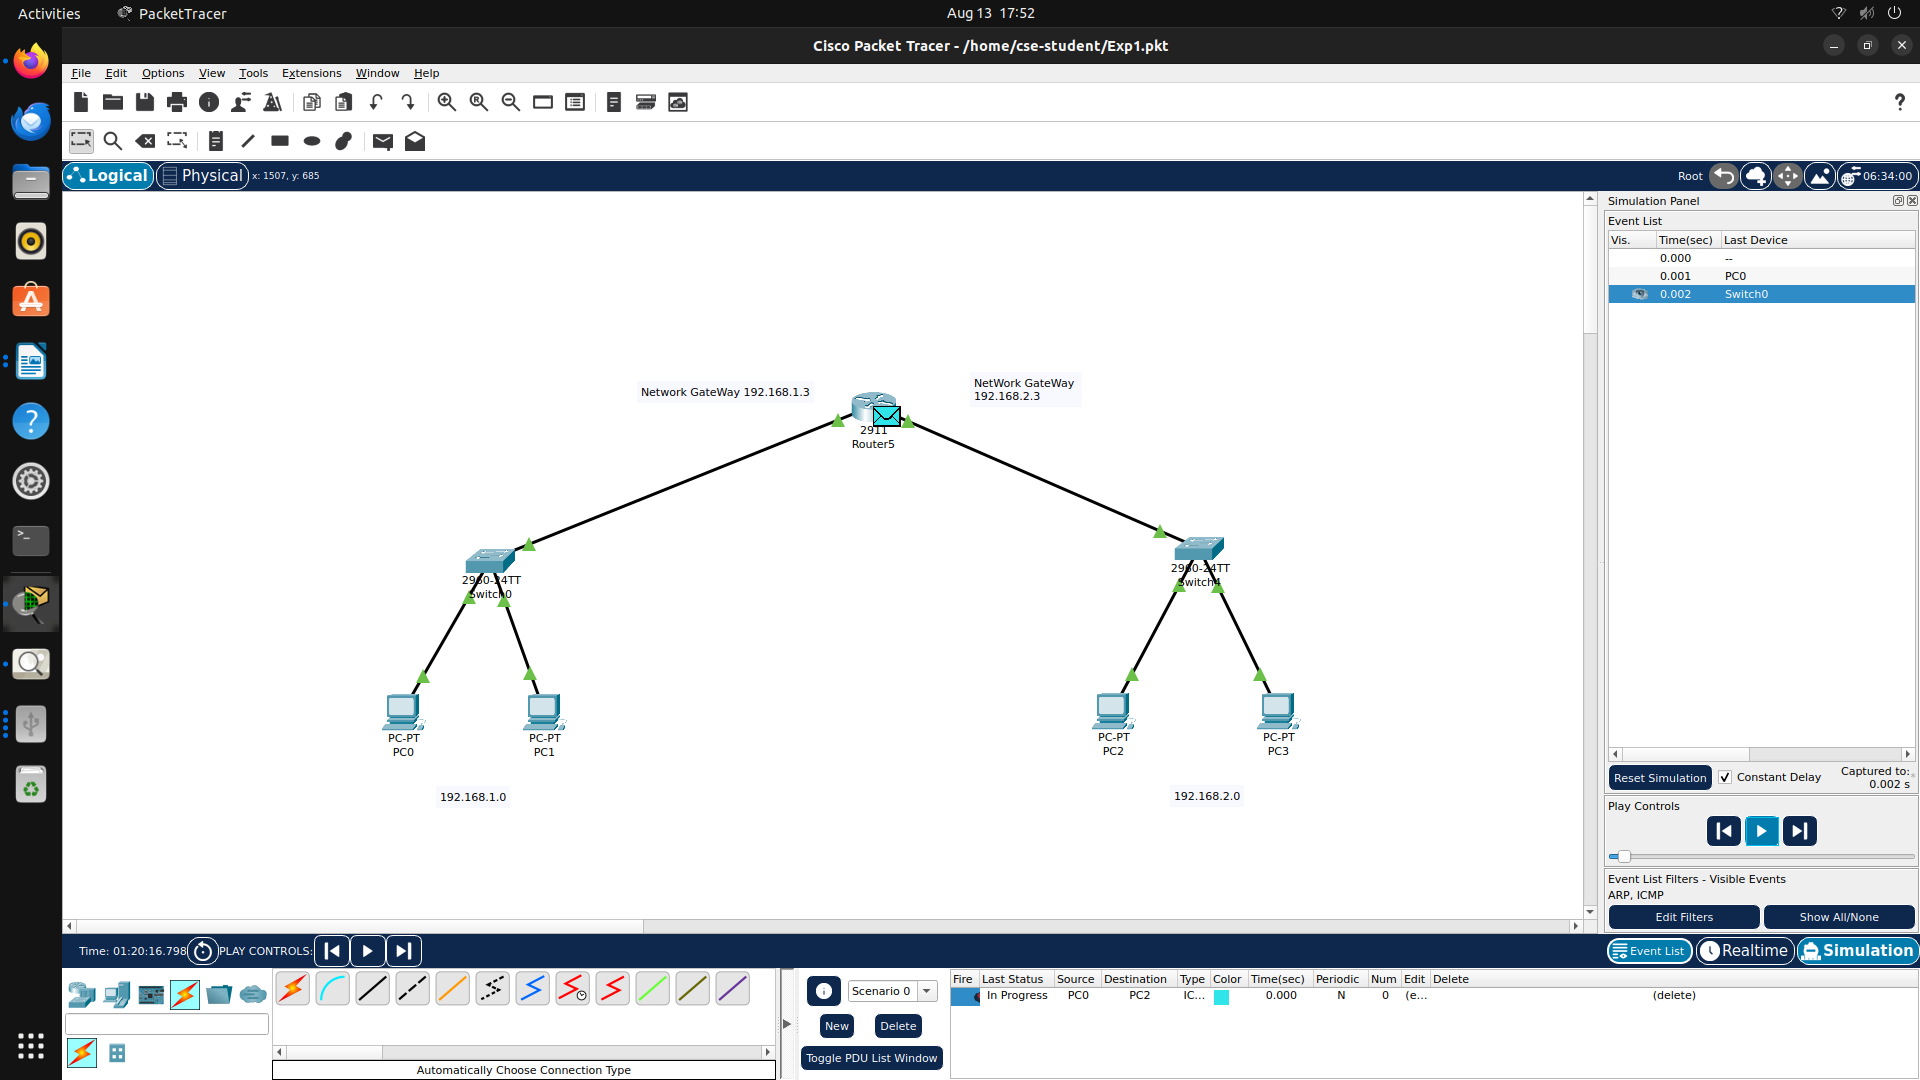 Activities
PacketTracer
Aug 13 17:52
Cisco Packet Tracer - /home/cse-student/Exp1.pkt
File Edit Options View Tools Extensions Window Help
?
Logical
Physical
x: 1507, y: 685
Root
06:34:00
Simulation Panel
Event List
Vis. Time(sec) Last Device
0.000 --
0.001 PC0
0.002 Switch0
Network GateWay 192.168.1.3
NetWork GateWay
192.168.2.3
2911
Router5
2960-24TT
Switch0
2960-24TT
Switch4
PC-PT
PC0
PC-PT
PC1
PC-PT
PC2
PC-PT
PC3
192.168.1.0
192.168.2.0
Reset Simulation
Constant Delay
Captured to:
0.002 s
Play Controls
Event List Filters - Visible Events
ARP, ICMP
Edit Filters
Show All/None
Time: 01:20:16.798
PLAY CONTROLS:
Event List
Realtime
Simulation
Automatically Choose Connection Type
Scenario 0
New
Delete
Toggle PDU List Window
Fire Last Status Source Destination Type Color Time(sec) Periodic Num Edit Delete
In Progress PC0 PC2 IC... 0.000 N 0 (e... (delete)